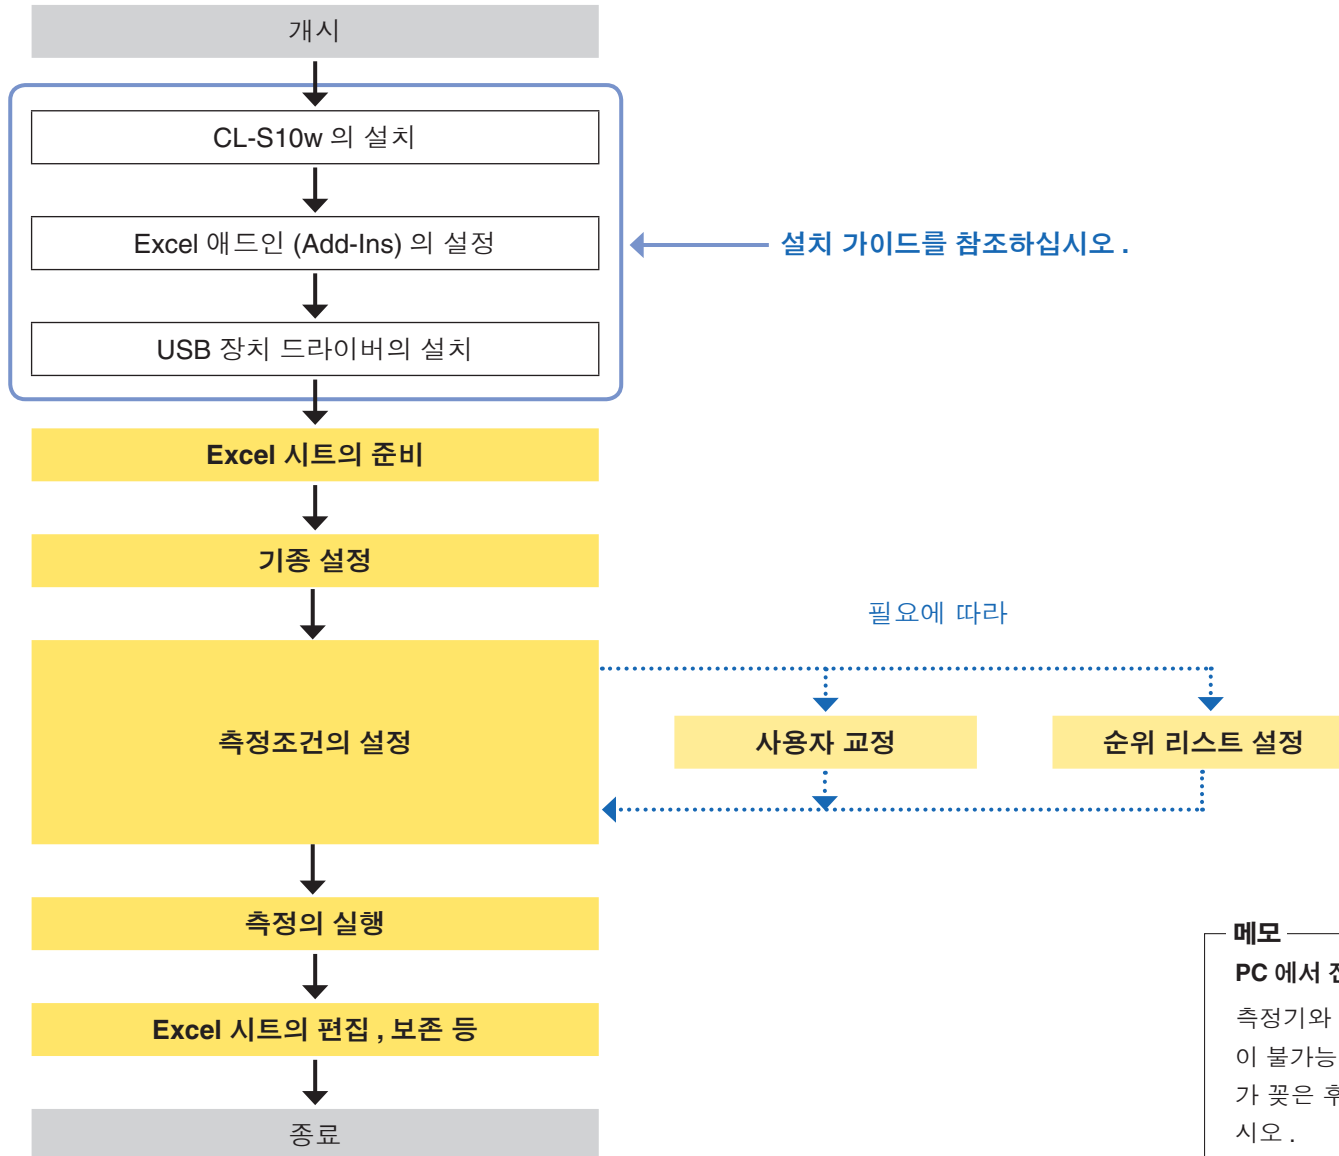 개시
CL-S10w 의 설치
Excel 애드인 (Add-Ins) 의 설정
설치 가이드를 참조하십시오 .
USB 장치 드라이버의 설치
Excel 시트의 준비
기종 설정
필요에 따라
측정조건의 설정
사용자 교정
순위 리스트 설정
측정의 실행
Excel 시트의 편집 , 보존 등
종료
메모
PC 에서
측정기와
이 불가능
가 꽂은
시오 .